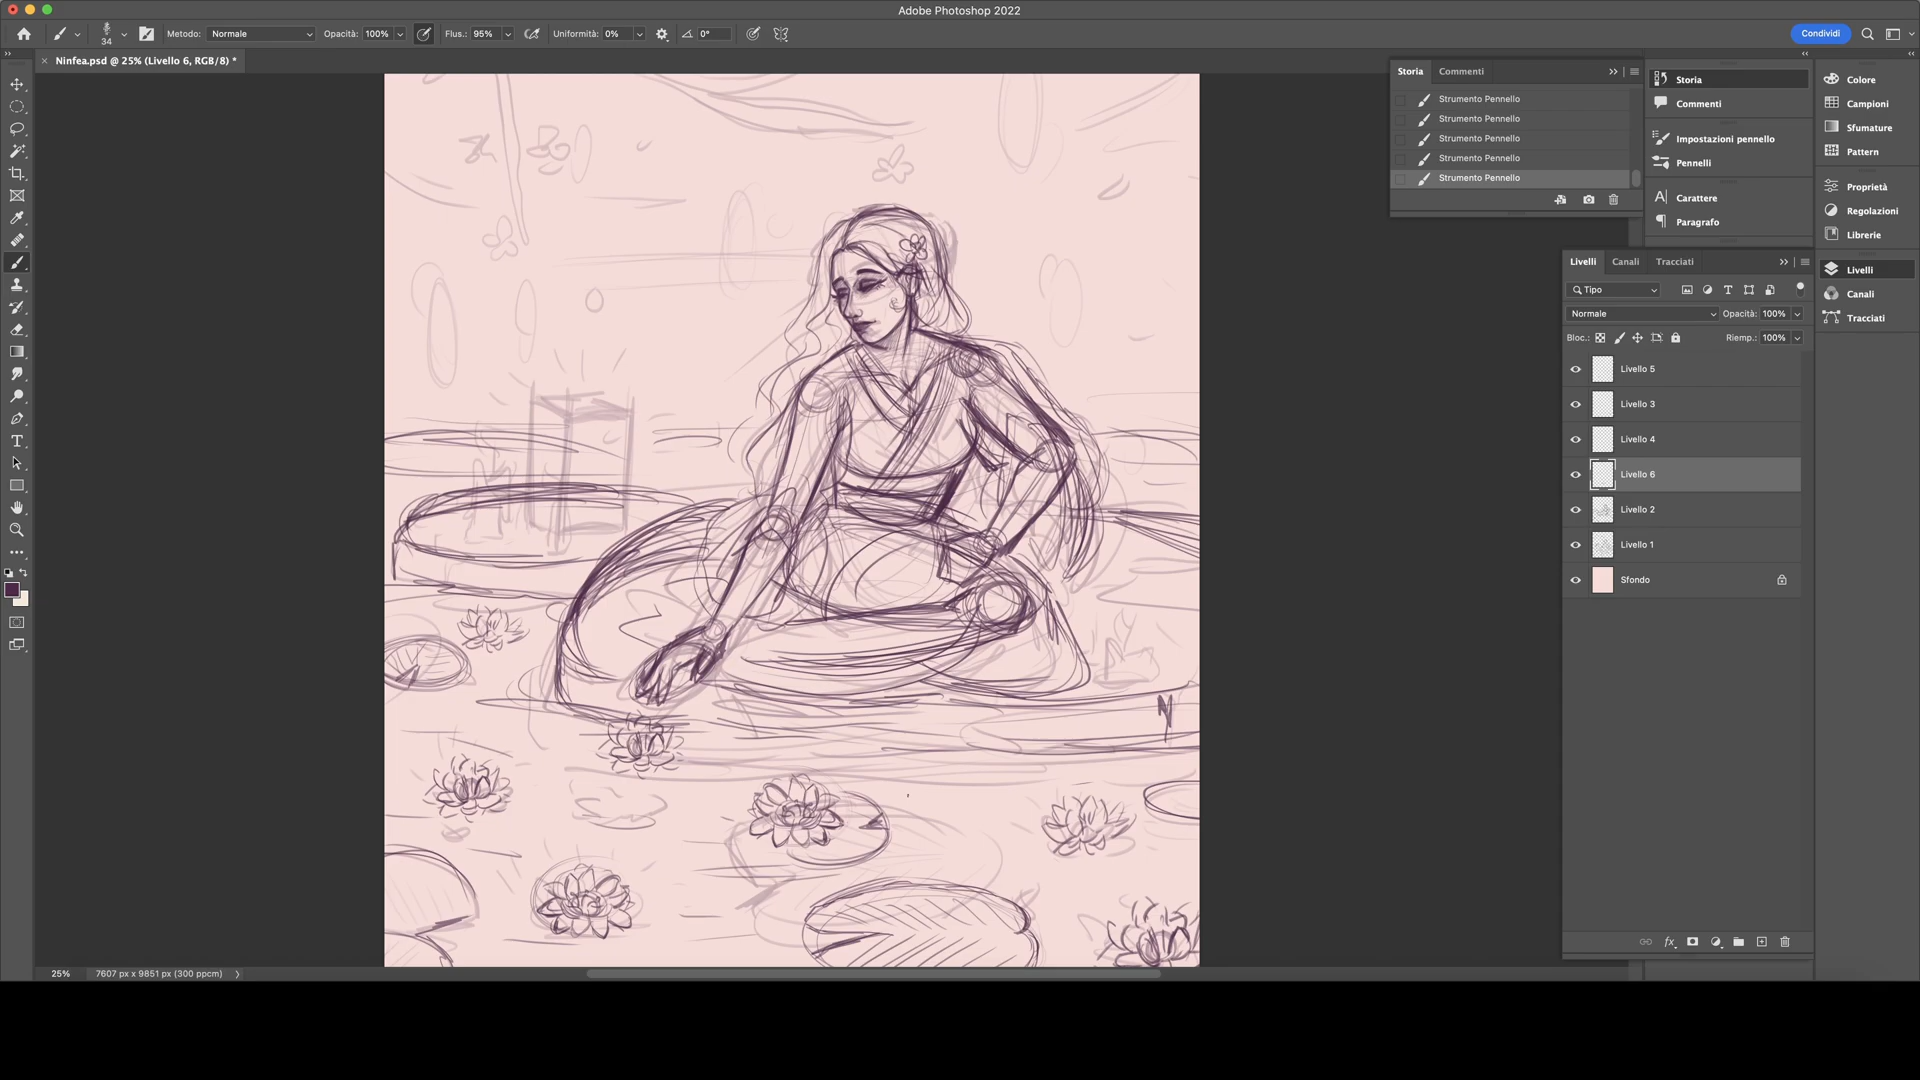 Adobe Photoshop 2022
34
Metodo: Normale
Opacità: 100%
Flus.: 95%
Uniformità: 0%
0°
Condividi
Ninfea.psd @ 25% (Livello 6, RGB/8) *
Storia
Commenti
Strumento Pennello
Strumento Pennello
Strumento Pennello
Strumento Pennello
Strumento Pennello
Storia
Commenti
Impostazioni pennello
Pennelli
Carattere
Paragrafo
Colore
Campioni
Sfumature
Pattern
Proprietà
Regolazioni
Librerie
Livelli
Canali
Tracciati
Livelli
Canali
Tracciati
Tipo
Normale
Opacità: 100%
Bloc.:
Riemp.: 100%
Livello 5
Livello 3
Livello 4
Livello 6
Livello 2
Livello 1
Sfondo
fx
25%
7607 px x 9851 px (300 ppcm)